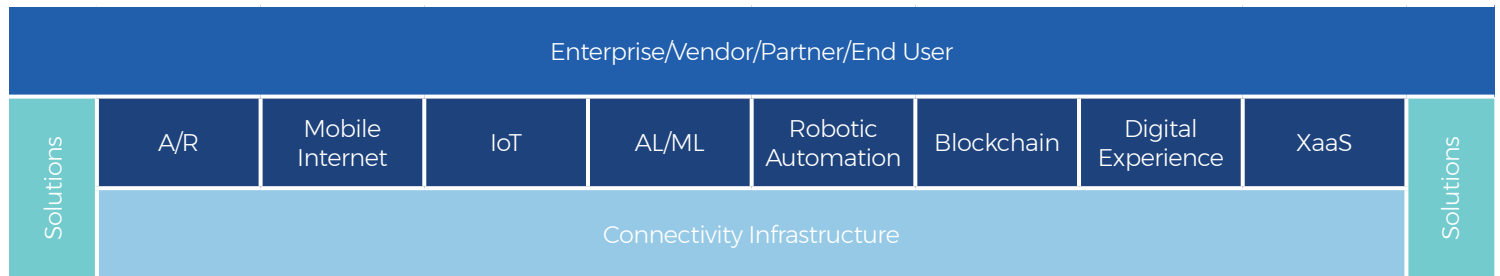 Enterprise/Vendor/Partner/End User
Solutions
A/R
Mobile
Internet
IoT
AL/ML
Robotic
Automation
Blockchain
Digital
Experience
XaaS
Solutions
Connectivity Infrastructure